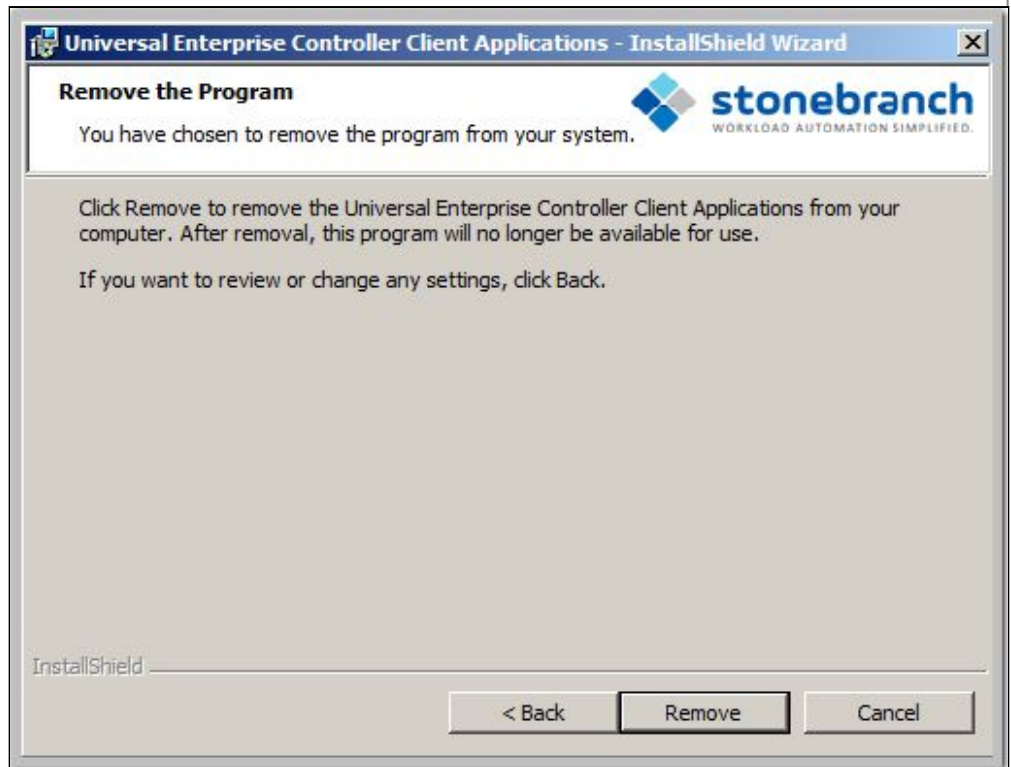 Universal Enterprise Controller Client Applications - InstallShield Wizard
Remove the Program
You have chosen to remove the program from your system.
stonebranch
WORKLOAD AUTOMATION SIMPLIFIED.
Click Remove to remove the Universal Enterprise Controller Client Applications from your
computer. After removal, this program will no longer be available for use.
If you want to review or change any settings, click Back.
InstallShield
< Back
Remove
Cancel